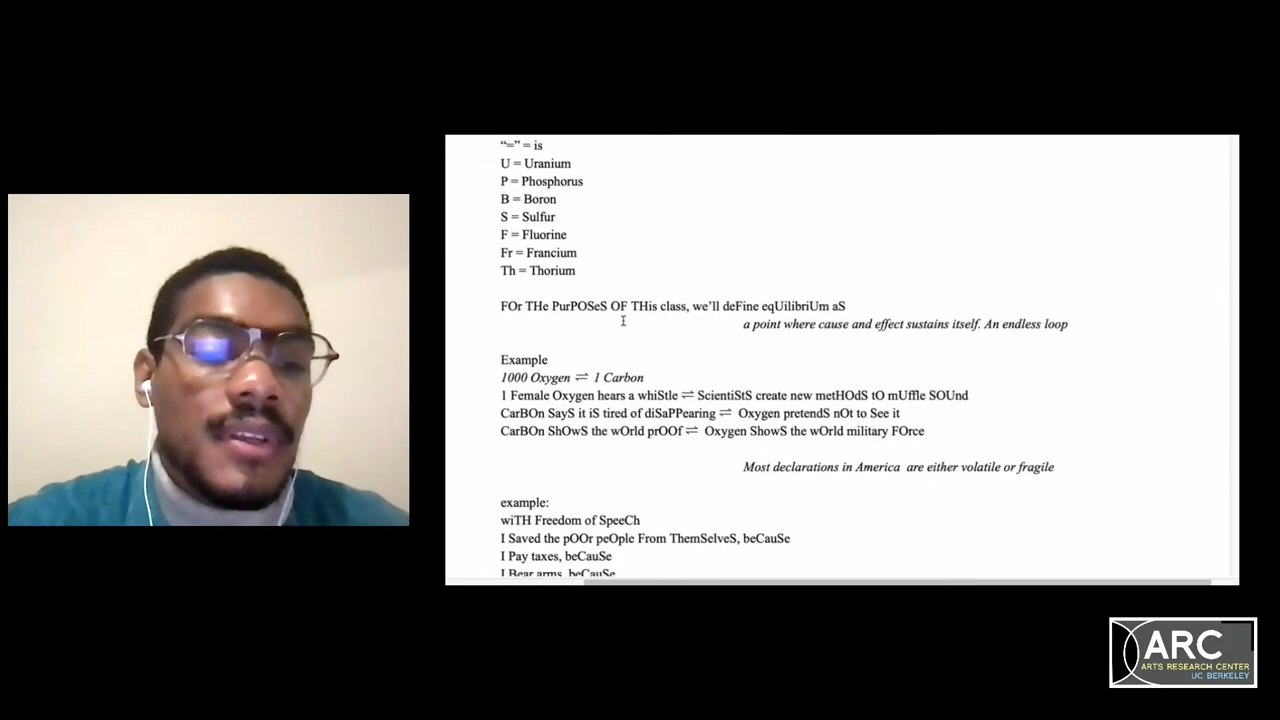 “=” = is
U = Uranium
P = Phosphorus
B = Boron
S = Sulfur
F = Fluorine
Fr = Francium
Th = Thorium
FOr THe PurPOSeS OF THis class, we’ll deFine eqUilibriUm aS
a point where cause and effect sustains itself. An endless loop
Example
1000 Oxygen ⇌ 1 Carbon
1 Female Oxygen hears a whiStle ⇌ ScientiStS create new metHOdS tO mUffle SOUnd
CarBOn SayS it iS tired of diSaPPearing ⇌ Oxygen pretendS nOt to See it
CarBOn ShOwS the wOrld prOOf ⇌ Oxygen ShowS the wOrld military FOrce
Most declarations in America are either volatile or fragile
example:
wiTH Freedom of SpeeCh
I Saved the pOOr peOple From ThemSelveS, beCauSe
I Pay taxes, beCauSe
I Bear arms, beCauSe
ARC
ARTS RESEARCH CENTER
UC BERKELEY